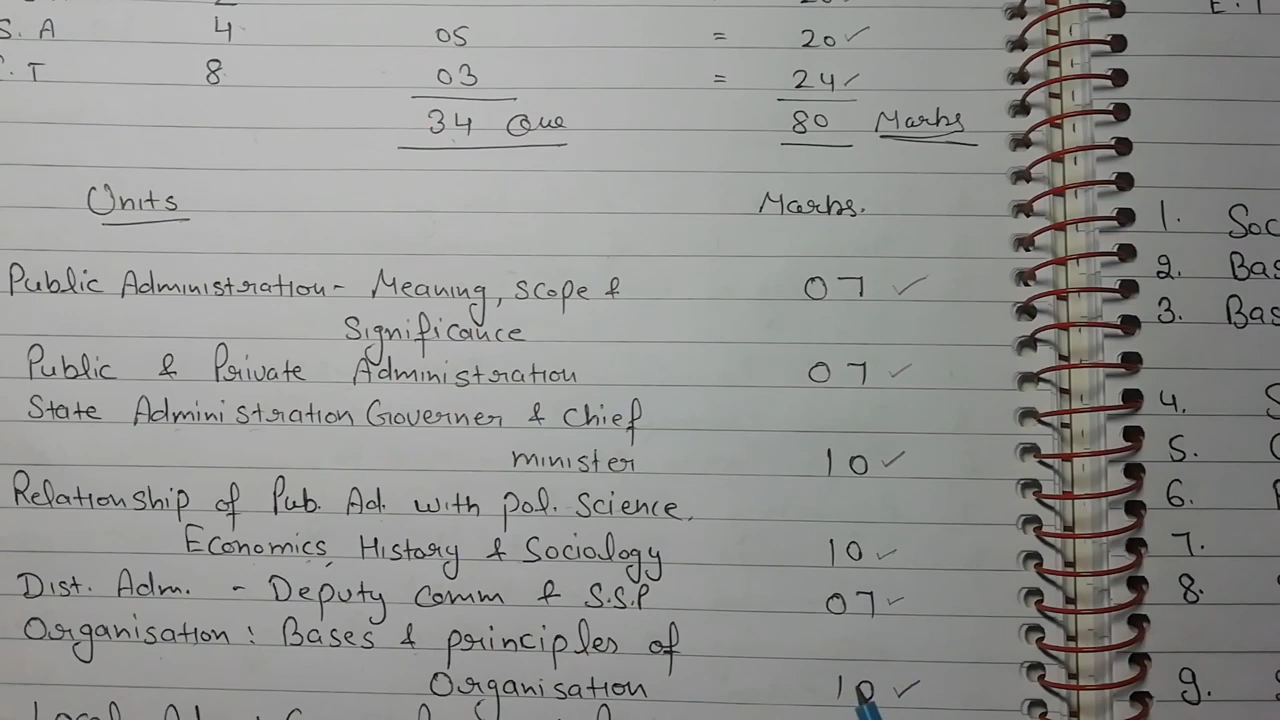 S. A 4 05 = 20 ✓
. T 8 03 = 24 ✓
34 Que 80 Marks
Units Marks.
Public Administration - Meaning, scope & 07 ✓
Significance
Public & Private Administration 07 ✓
State Administration Governer & Chief
minister 10 ✓
Relationship of Pub. Ad. with pol. Science,
Economics, History & Sociology 10 ✓
Dist. Adm. - Deputy comm & S.S.P 07 ✓
Organisation : Bases & principles of
Organisation 10 ✓
1. Soc
2. Bas
3. Bas
4. S
5.
6.
7.
8.
9.